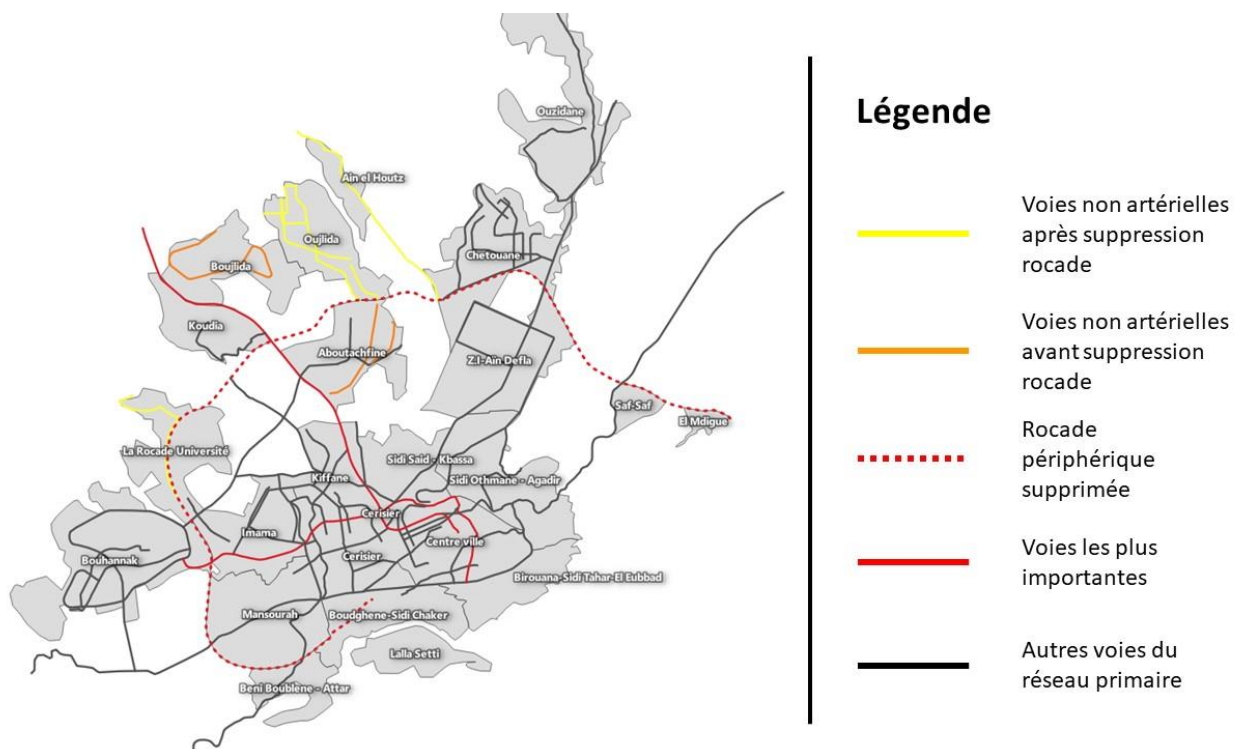 Ouzidane
Ain el Houtz
Oujlida
Chetouane
Boujlida
Koudia
Aboutachfine
Z.I-Aïn Defla
Saf-Saf
El Mdigue
La Rocade Université
Sidi Said - Kbassa
Kiffane
Sidi Othmane - Agadir
Cerisier
Imama
Centre ville
Cerisier
Bouhannak
Birouana-Sidi Tahar-El Eubbad
Mansourah
Boudghene-Sidi Chaker
Lalla Setti
Beni Boublène - Attar
Légende
Voies non artérielles
après suppression
rocade
Voies non artérielles
avant suppression
rocade
Rocade
périphérique
supprimée
Voies les plus
importantes
Autres voies du
réseau primaire